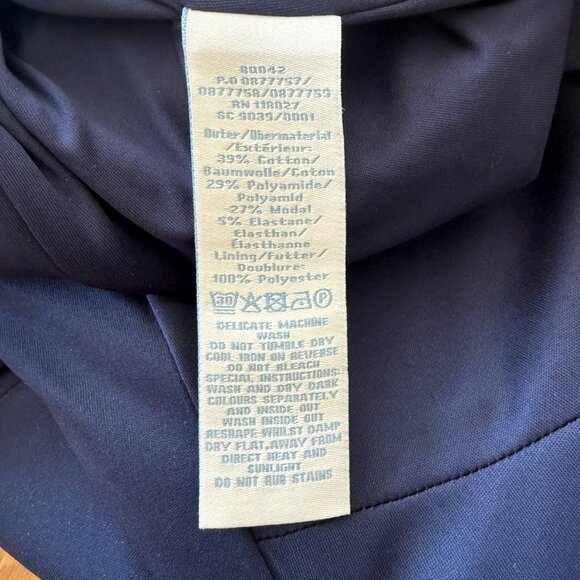 BQ042
P.O 0877757/
0877758/0877759
RN 118027
SC 9039/0001
Outer/Obermaterial
/Extérieur:
39% Cotton/
Baumwolle/Coton
29% Polyamide/
Polyamid
27% Modal
5% Elastane/
Elasthan/
Élasthanne
Lining/Futter/
Doublure:
100% Polyester
30 P
DELICATE MACHINE
WASH
DO NOT TUMBLE DRY
COOL IRON ON REVERSE
DO NOT BLEACH
SPECIAL INSTRUCTIONS:
WASH AND DRY DARK
COLOURS SEPARATELY
AND INSIDE OUT
WASH INSIDE OUT
RESHAPE WHILST DAMP
DRY FLAT,AWAY FROM
DIRECT HEAT AND
SUNLIGHT
DO NOT RUB STAINS